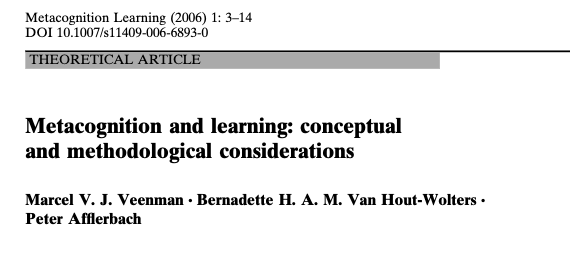 Metacognition Learning (2006) 1: 3–14
DOI 10.1007/s11409-006-6893-0
THEORETICAL ARTICLE
Metacognition and learning: conceptual
and methodological considerations
Marcel V. J. Veenman · Bernadette H. A. M. Van Hout-Wolters ·
Peter Afflerbach